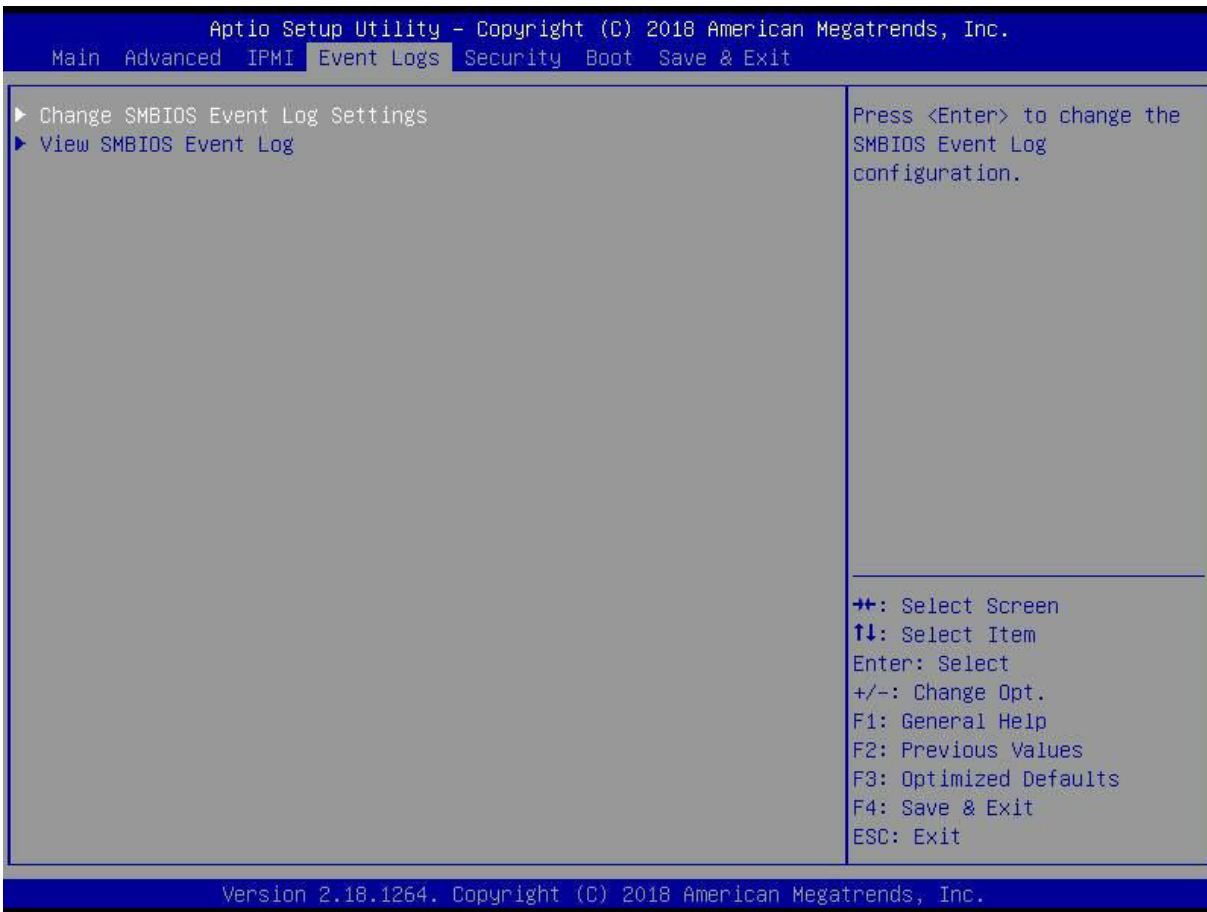 Aptio Setup Utility – Copyright (C) 2018 American Megatrends, Inc.
Main Advanced IPMI Event Logs Security Boot Save & Exit
▶ Change SMBIOS Event Log Settings
▶ View SMBIOS Event Log
Press <Enter> to change the
SMBIOS Event Log
configuration.
→←: Select Screen
↑↓: Select Item
Enter: Select
+/-: Change Opt.
F1: General Help
F2: Previous Values
F3: Optimized Defaults
F4: Save & Exit
ESC: Exit
Version 2.18.1264. Copyright (C) 2018 American Megatrends, Inc.